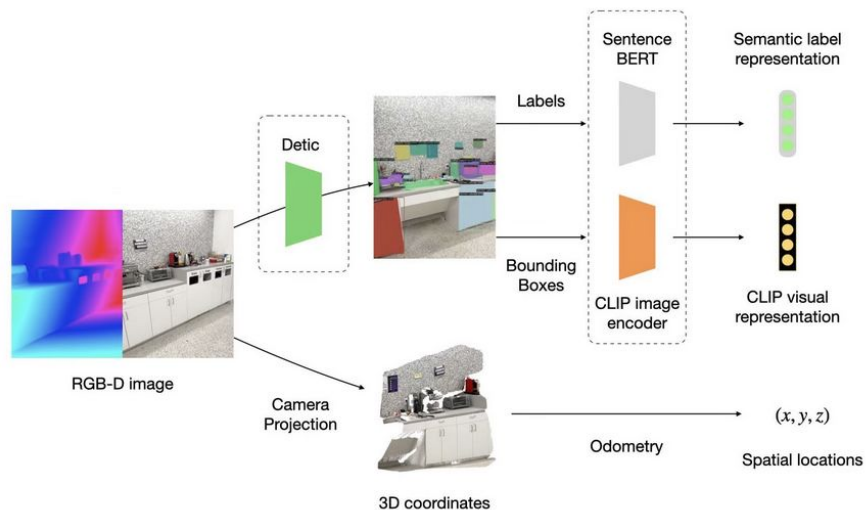 Sentence
BERT
Semantic label
representation
Labels
Detic
Bounding
Boxes
CLIP image
encoder
CLIP visual
representation
RGB-D image
Camera
Projection
(x, y, z)
Odometry
Spatial locations
3D coordinates